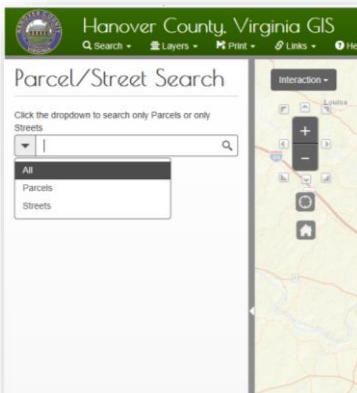 Hanover County, Virginia GIS
Search Layers Print Links He
Parcel/Street Search
Click the dropdown to search only Parcels or only
Streets
All
Parcels
Streets
Interaction
Louisa